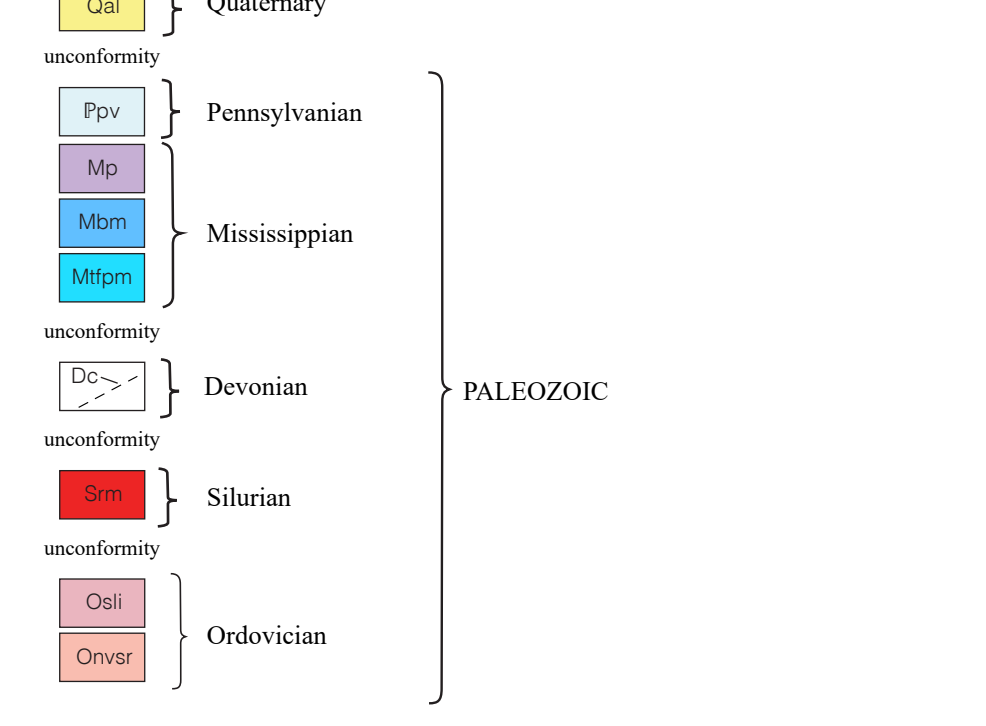 Qal Quaternary
unconformity
ℙpv Pennsylvanian
Mp
Mbm Mississippian
Mtfpm
unconformity
Dc Devonian
PALEOZOIC
unconformity
Srm Silurian
unconformity
Osli
Ordovician
Onvsr